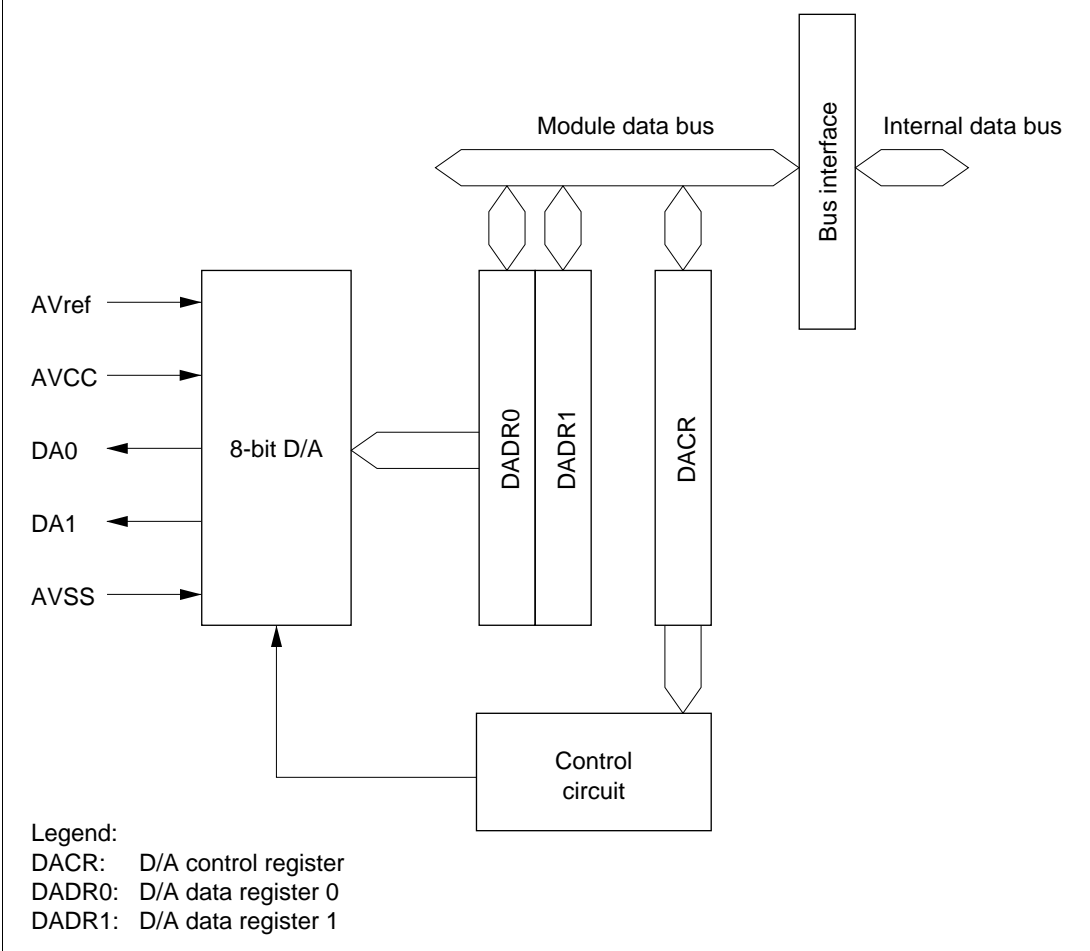 Module data bus
Internal data bus
Bus interface
AVref
AVCC
DA0
DA1
AVSS
8-bit D/A
DADR0
DADR1
DACR
Control
circuit
Legend:
DACR: D/A control register
DADR0: D/A data register 0
DADR1: D/A data register 1